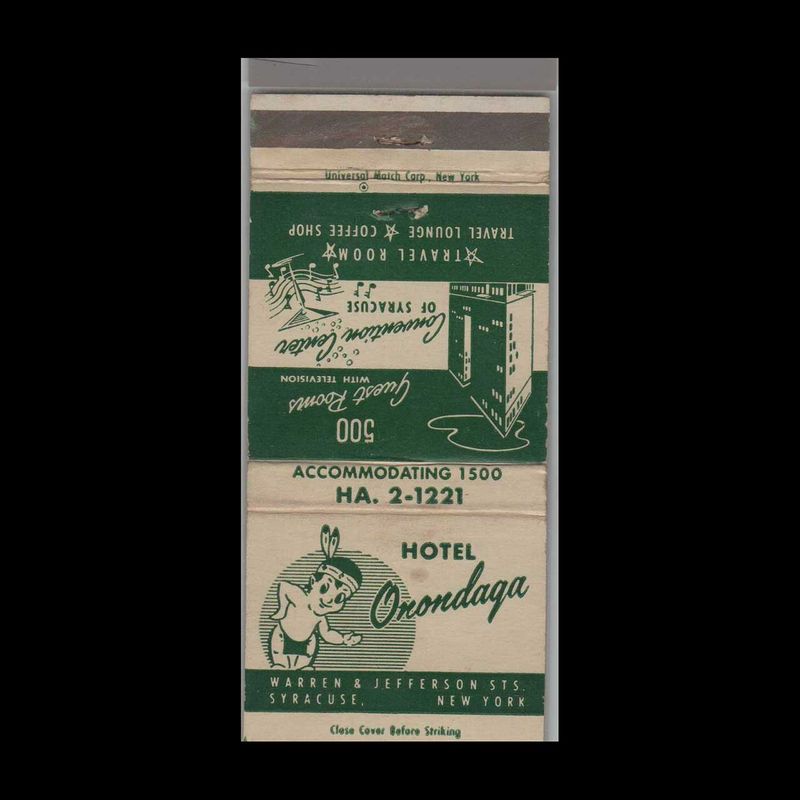 Universal Match Corp., New York
TRAVEL LOUNGE ☆ COFFEE SHOP
☆TRAVEL ROOM☆
OF SYRACUSE
Convention Center
WITH TELEVISION
Guest Rooms
500
ACCOMMODATING 1500
HA. 2-1221
HOTEL
Onondaga
WARREN & JEFFERSON STS.
SYRACUSE, NEW YORK
Close Cover Before Striking